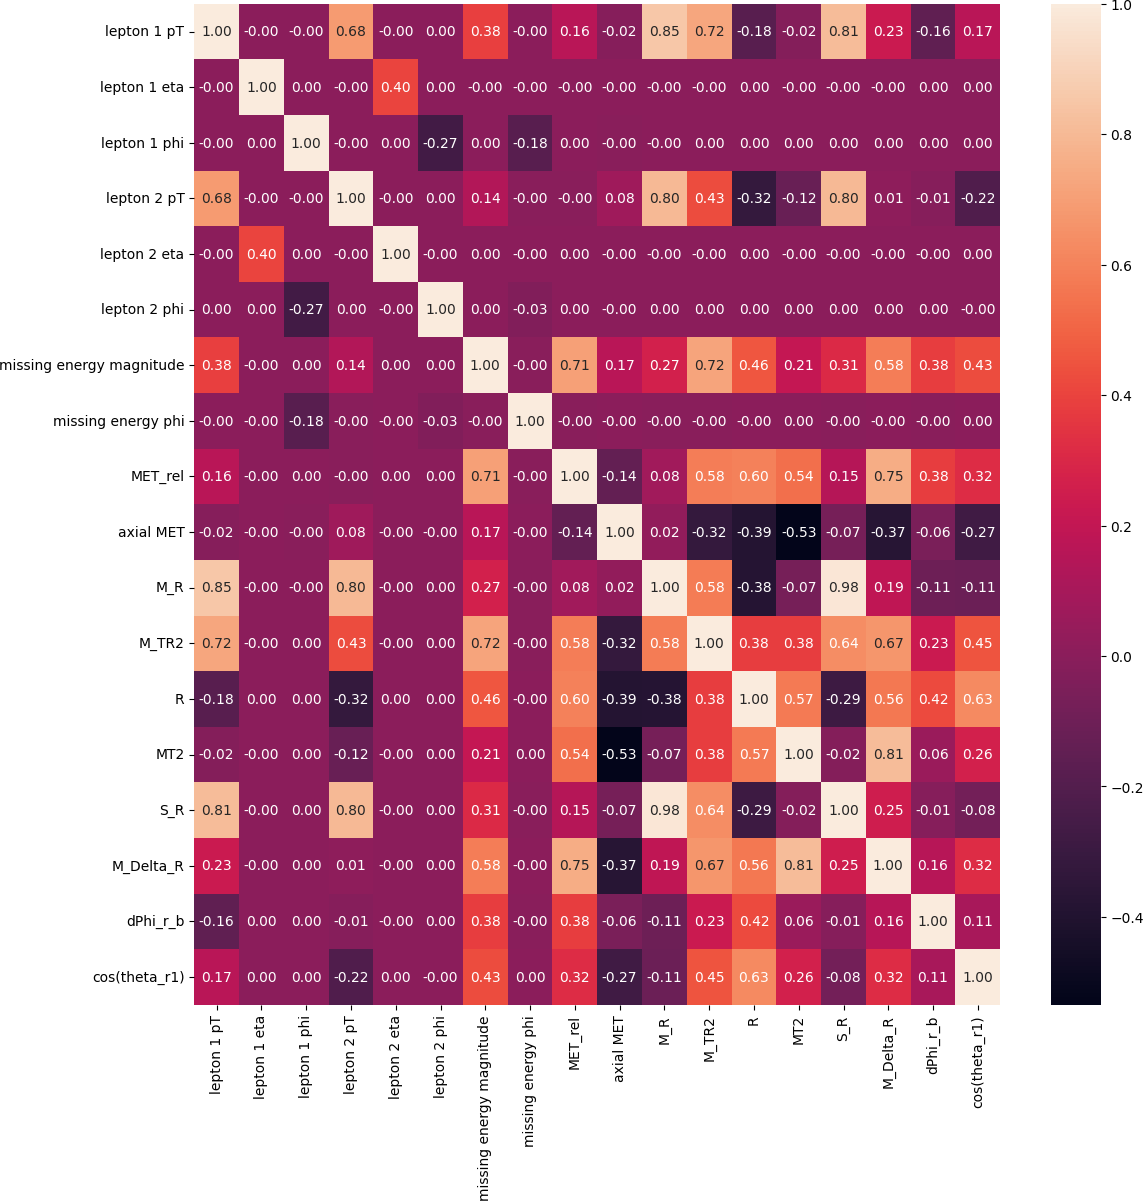 lepton 1 pT 1.00 -0.00 -0.00 0.68 -0.00 0.00 0.38 -0.00 0.16 -0.02 0.85 0.72 -0.18 -0.02 0.81 0.23 -0.16 0.17
lepton 1 eta -0.00 1.00 0.00 -0.00 0.40 0.00 -0.00 -0.00 -0.00 -0.00 -0.00 -0.00 0.00 -0.00 -0.00 -0.00 0.00 0.00
lepton 1 phi -0.00 0.00 1.00 -0.00 0.00 -0.27 0.00 -0.18 0.00 -0.00 -0.00 0.00 0.00 0.00 0.00 0.00 0.00 0.00
lepton 2 pT 0.68 -0.00 -0.00 1.00 -0.00 0.00 0.14 -0.00 -0.00 0.08 0.80 0.43 -0.32 -0.12 0.80 0.01 -0.01 -0.22
lepton 2 eta -0.00 0.40 0.00 -0.00 1.00 -0.00 0.00 -0.00 0.00 -0.00 -0.00 -0.00 0.00 -0.00 -0.00 -0.00 -0.00 0.00
lepton 2 phi 0.00 0.00 -0.27 0.00 -0.00 1.00 0.00 -0.03 0.00 -0.00 0.00 0.00 0.00 0.00 0.00 0.00 0.00 -0.00
missing energy magnitude 0.38 -0.00 0.00 0.14 0.00 0.00 1.00 -0.00 0.71 0.17 0.27 0.72 0.46 0.21 0.31 0.58 0.38 0.43
missing energy phi -0.00 -0.00 -0.18 -0.00 -0.00 -0.03 -0.00 1.00 -0.00 -0.00 -0.00 -0.00 -0.00 0.00 -0.00 -0.00 -0.00 0.00
MET_rel 0.16 -0.00 0.00 -0.00 0.00 0.00 0.71 -0.00 1.00 -0.14 0.08 0.58 0.60 0.54 0.15 0.75 0.38 0.32
axial MET -0.02 -0.00 -0.00 0.08 -0.00 -0.00 0.17 -0.00 -0.14 1.00 0.02 -0.32 -0.39 -0.53 -0.07 -0.37 -0.06 -0.27
M_R 0.85 -0.00 -0.00 0.80 -0.00 0.00 0.27 -0.00 0.08 0.02 1.00 0.58 -0.38 -0.07 0.98 0.19 -0.11 -0.11
M_TR2 0.72 -0.00 0.00 0.43 -0.00 0.00 0.72 -0.00 0.58 -0.32 0.58 1.00 0.38 0.38 0.64 0.67 0.23 0.45
R -0.18 0.00 0.00 -0.32 0.00 0.00 0.46 -0.00 0.60 -0.39 -0.38 0.38 1.00 0.57 -0.29 0.56 0.42 0.63
MT2 -0.02 -0.00 0.00 -0.12 -0.00 0.00 0.21 0.00 0.54 -0.53 -0.07 0.38 0.57 1.00 -0.02 0.81 0.06 0.26
S_R 0.81 -0.00 0.00 0.80 -0.00 0.00 0.31 -0.00 0.15 -0.07 0.98 0.64 -0.29 -0.02 1.00 0.25 -0.01 -0.08
M_Delta_R 0.23 -0.00 0.00 0.01 -0.00 0.00 0.58 -0.00 0.75 -0.37 0.19 0.67 0.56 0.81 0.25 1.00 0.16 0.32
dPhi_r_b -0.16 0.00 0.00 -0.01 -0.00 0.00 0.38 -0.00 0.38 -0.06 -0.11 0.23 0.42 0.06 -0.01 0.16 1.00 0.11
cos(theta_r1) 0.17 0.00 0.00 -0.22 0.00 -0.00 0.43 0.00 0.32 -0.27 -0.11 0.45 0.63 0.26 -0.08 0.32 0.11 1.00
lepton 1 pT
lepton 1 eta
lepton 1 phi
lepton 2 pT
lepton 2 eta
lepton 2 phi
missing energy magnitude
missing energy phi
MET_rel
axial MET
M_R
M_TR2
R
MT2
S_R
M_Delta_R
dPhi_r_b
cos(theta_r1)
1.0
0.8
0.6
0.4
0.2
0.0
−0.2
−0.4